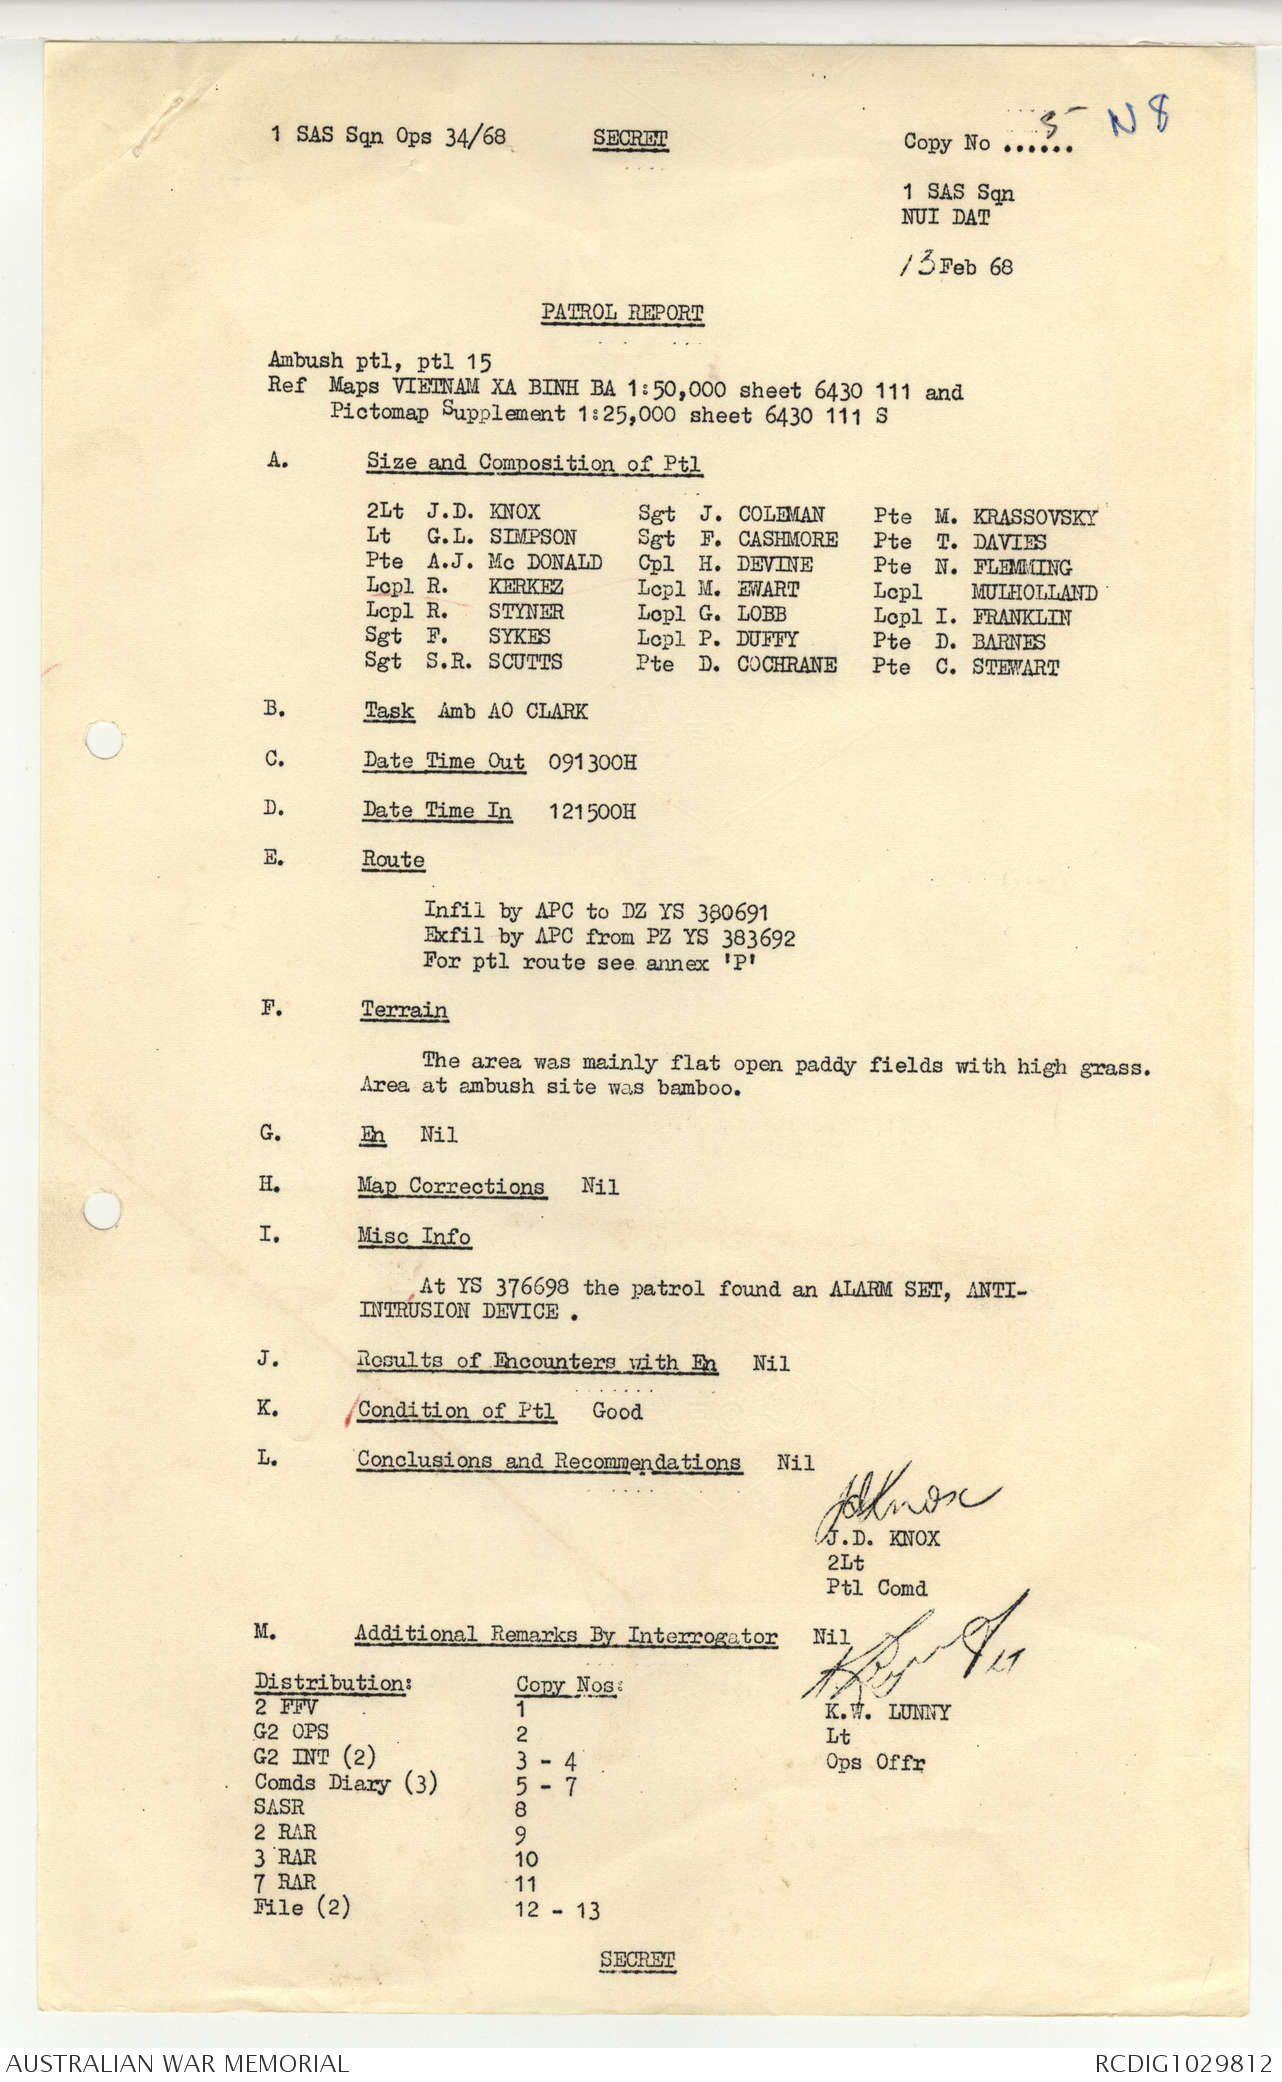 1 SAS Sqn Ops 34/68 SECRET Copy No ...... 5 N8
1 SAS Sqn
NUI DAT
13 Feb 68
PATROL REPORT
Ambush ptl, ptl 15
Ref Maps VIETNAM XA BINH BA 1:50,000 sheet 6430 111 and
Pictomap Supplement 1:25,000 sheet 6430 111 S
A. Size and Composition of Ptl
2Lt J.D. KNOX Sgt J. COLEMAN Pte M. KRASSOVSKY
Lt G.L. SIMPSON Sgt F. CASHMORE Pte T. DAVIES
Pte A.J. Mc DONALD Cpl H. DEVINE Pte N. FLEMMING
Lcpl R. KERKEZ Lcpl M. EWART Lcpl MULHOLLAND
Lcpl R. STYNER Lcpl G. LOBB Lcpl I. FRANKLIN
Sgt F. SYKES Lcpl P. DUFFY Pte D. BARNES
Sgt S.R. SCUTTS Pte D. COCHRANE Pte C. STEWART
B. Task Amb AO CLARK
C. Date Time Out 091300H
D. Date Time In 121500H
E. Route
Infil by APC to DZ YS 380691
Exfil by APC from PZ YS 383692
For ptl route see annex 'P'
F. Terrain
The area was mainly flat open paddy fields with high grass.
Area at ambush site was bamboo.
G. En Nil
H. Map Corrections Nil
I. Misc Info
At YS 376698 the patrol found an ALARM SET, ANTI-
INTRUSION DEVICE .
J. Results of Encounters with En Nil
K. Condition of Ptl Good
L. Conclusions and Recommendations Nil
JdKnox
J.D. KNOX
2Lt
Ptl Comd
M. Additional Remarks By Interrogator Nil
Distribution: Copy Nos:
2 FFV 1 K.W. LUNNY
G2 OPS 2 Lt
G2 INT (2) 3 - 4 Ops Offr
Comds Diary (3) 5 - 7
SASR 8
2 RAR 9
3 RAR 10
7 RAR 11
File (2) 12 - 13
SECRET
AUSTRALIAN WAR MEMORIAL RCDIG1029812